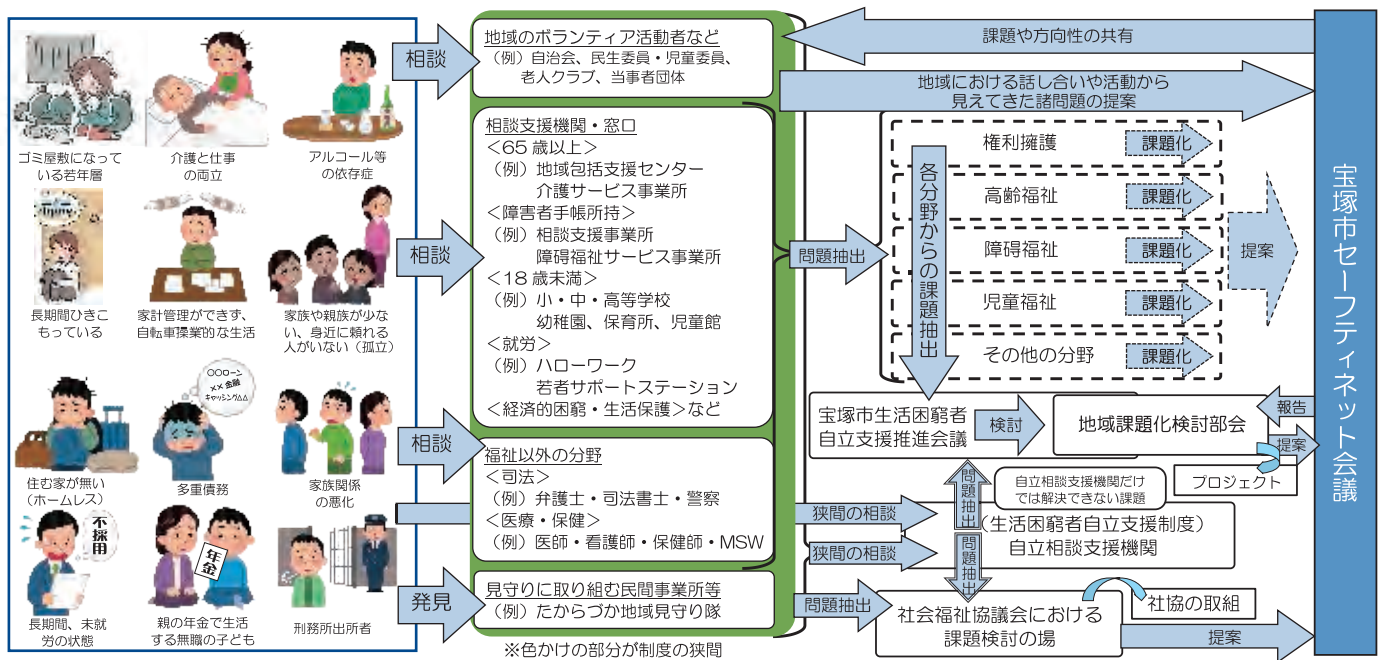 ゴミ屋敷になって
いる若年層
介護と仕事
の両立
アルコール等
の依存症
長期間ひきこ
もっている
家計管理ができず、
自転車操業的な生活
家族や親族が少な
い、身近に頼れる
人がいない（孤立）
〇〇ローン
××金融
キャッシング△△
住む家が無い
（ホームレス）
多重債務
家族関係
の悪化
不採用
年金
長期間、未就
労の状態
親の年金で生活
する無職の子ども
刑務所出所者
相談
相談
相談
発見
地域のボランティア活動者など
（例）自治会、民生委員・児童委員、
老人クラブ、当事者団体
相談支援機関・窓口
＜65歳以上＞
（例）地域包括支援センター
介護サービス事業所
＜障害者手帳所持＞
（例）相談支援事業所
障碍福祉サービス事業所
＜18歳未満＞
（例）小・中・高等学校
幼稚園、保育所、児童館
＜就労＞
（例）ハローワーク
若者サポートステーション
＜経済的困窮・生活保護＞など
福祉以外の分野
＜司法＞
（例）弁護士・司法書士・警察
＜医療・保健＞
（例）医師・看護師・保健師・MSW
見守りに取り組む民間事業所等
（例）たからづか地域見守り隊
※色かけの部分が制度の狭間
課題や方向性の共有
地域における話し合いや活動から
見えてきた諸問題の提案
問題抽出
各分野からの課題抽出
権利擁護
課題化
高齢福祉
課題化
障碍福祉
課題化
児童福祉
課題化
その他の分野
課題化
提案
宝塚市生活困窮者
自立支援推進会議
検討
地域課題化検討部会
報告
提案
プロジェクト
問題抽出
自立相談支援機関だけ
では解決できない課題
狭間の相談
狭間の相談
（生活困窮者自立支援制度）
自立相談支援機関
問題抽出
問題抽出
社会福祉協議会における
課題検討の場
社協の取組
提案
宝塚市セーフティネット会議